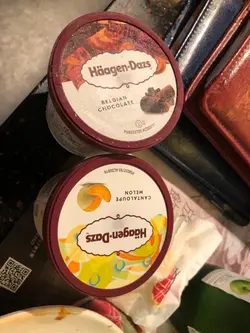 Häagen-Dazs
BELGIAN
CHOCOLATE
Häagen-Dazs
CANTALOUPE
MELON